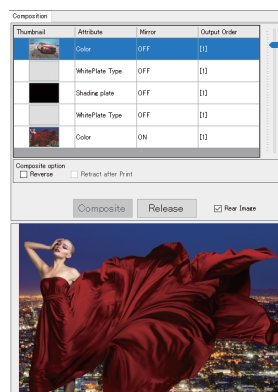 Composition
Thumbnail Attribute Mirror Output Order
Color OFF [1]
WhitePlate Type OFF [1]
Shading plate OFF [1]
WhitePlate Type OFF [1]
Color ON [1]
Composite option
Reverse Retract after Print
Composite Release Rear Image